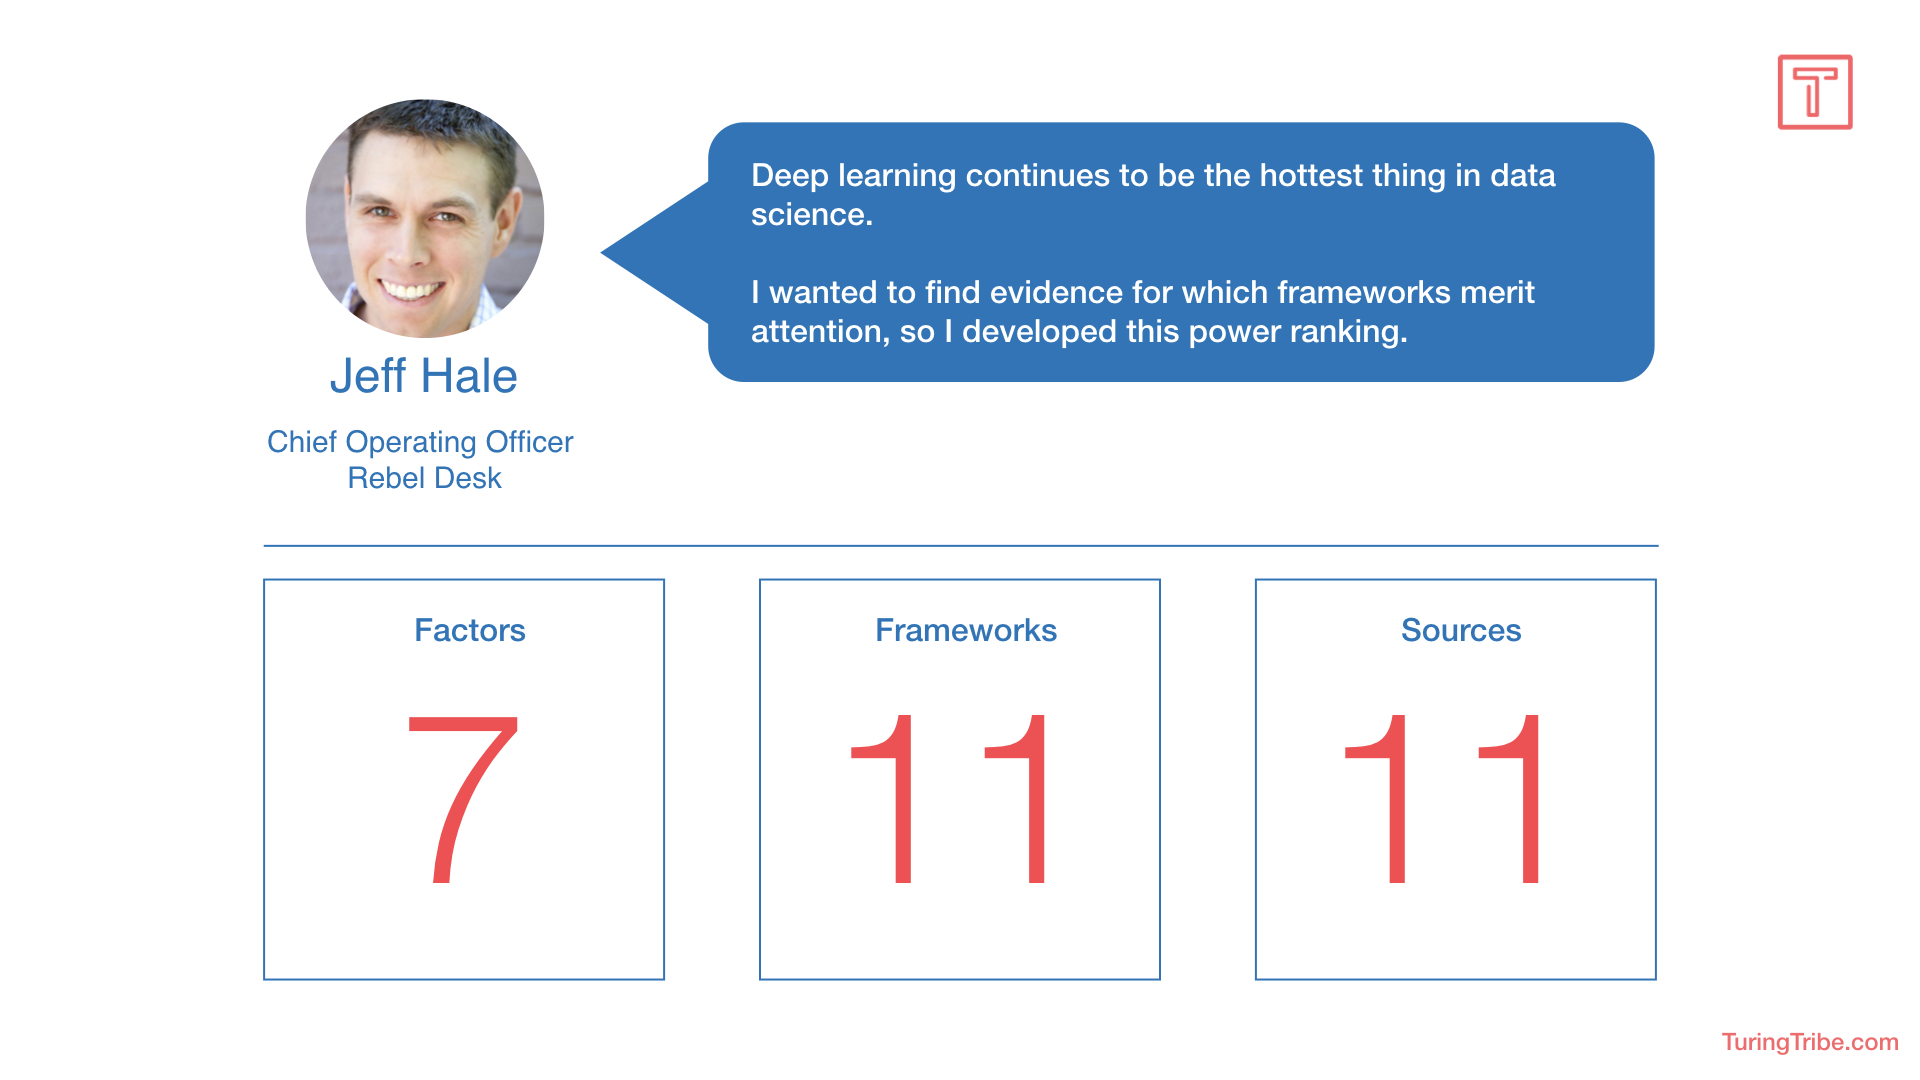 T
Deep learning continues to be the hottest thing in data
science.
I wanted to find evidence for which frameworks merit
attention, so I developed this power ranking.
Jeff Hale
Chief Operating Officer
Rebel Desk
Factors
7
Frameworks
11
Sources
11
TuringTribe.com